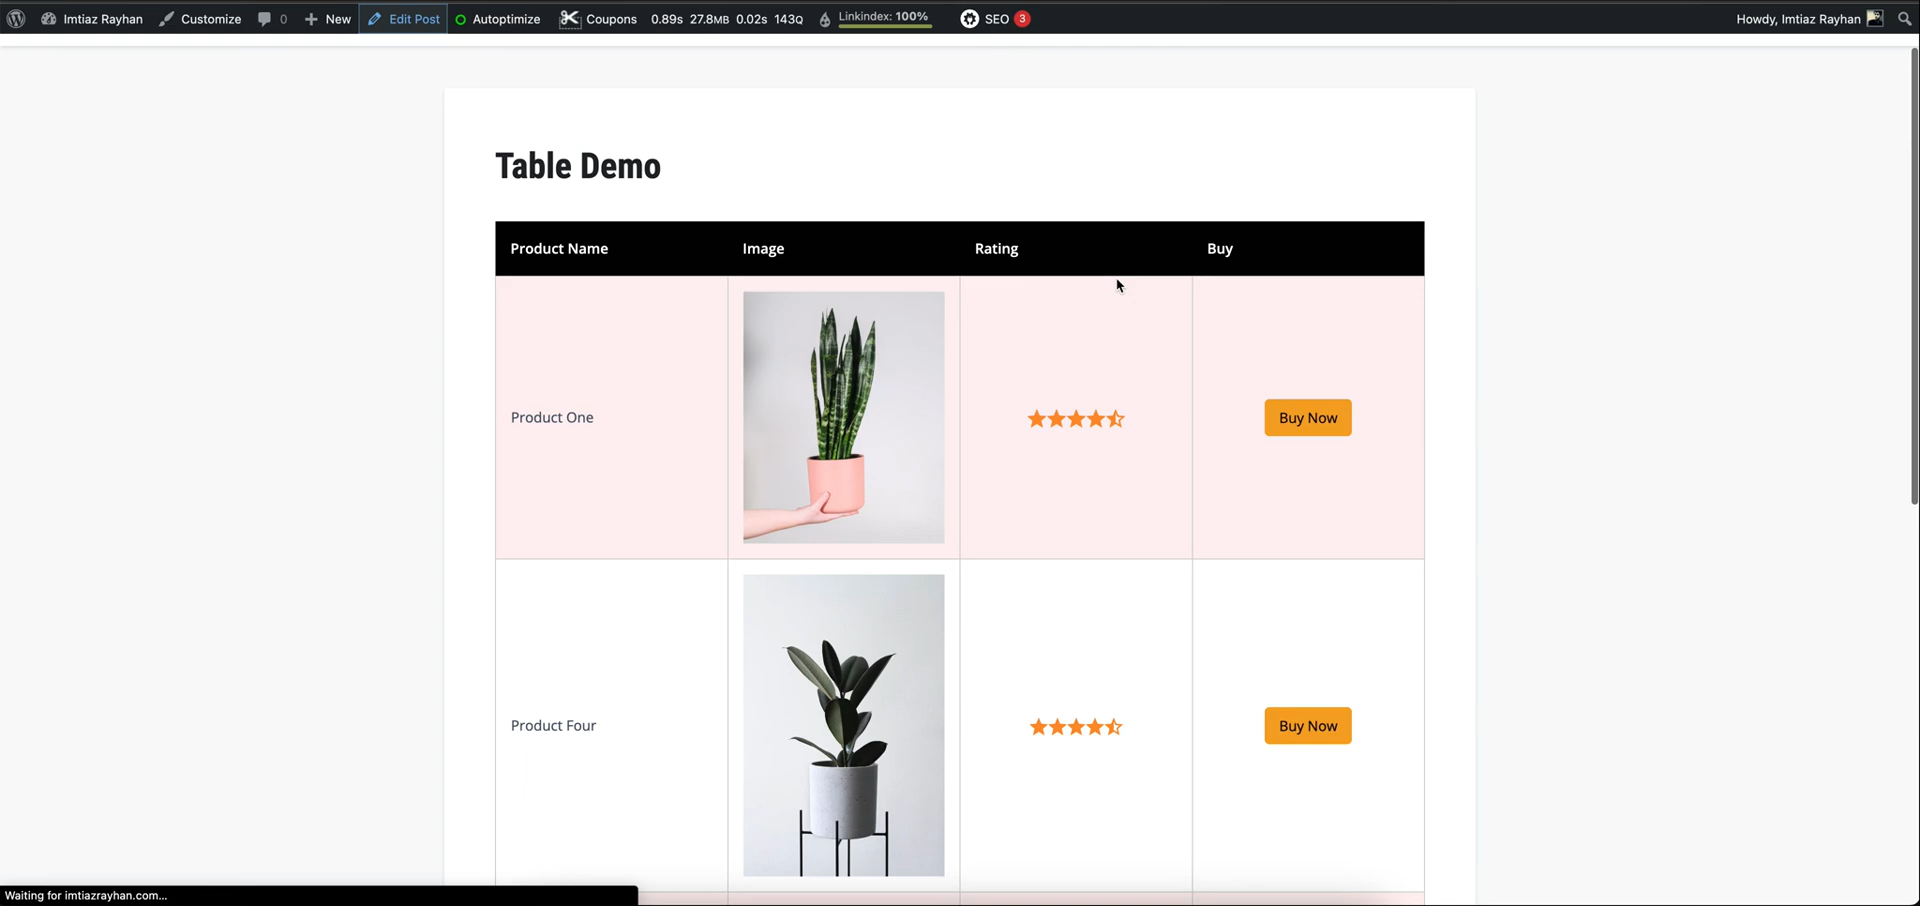 Imtiaz Rayhan Customize 0 New Edit Post Autoptimize Coupons 0.89s 27.8MB 0.02s 143Q Linkindex: 100% SEO 3 Howdy, Imtiaz Rayhan
Table Demo
Product Name Image Rating Buy
Product One Buy Now
Product Four Buy Now
Waiting for imtiazrayhan.com...